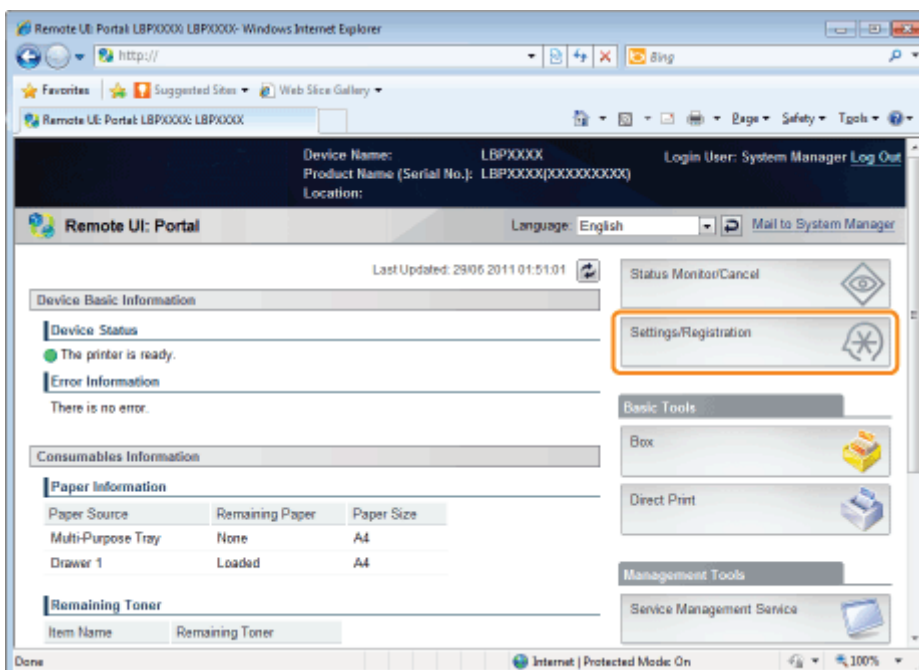 Remote UI: Portal: LBPXXXX: LBPXXXX- Windows Internet Explorer
http://
Bing
Favorites Suggested Sites Web Slice Gallery
Remote UI: Portal: LBPXXXX: LBPXXXX
Page Safety Tools
Device Name: LBPXXXX
Login User: System Manager Log Out
Product Name (Serial No.): LBPXXXX(XXXXXXXXX)
Location:
Remote UI: Portal
Language: English
Mail to System Manager
Last Updated: 29/06 2011 01:51:01
Device Basic Information
Device Status
The printer is ready.
Error Information
There is no error.
Consumables Information
Paper Information
Paper Source Remaining Paper Paper Size
Multi-Purpose Tray None A4
Drawer 1 Loaded A4
Remaining Toner
Item Name Remaining Toner
Status Monitor/Cancel
Settings/Registration
Basic Tools
Box
Direct Print
Management Tools
Service Management Service
Done
Internet | Protected Mode: On
100%